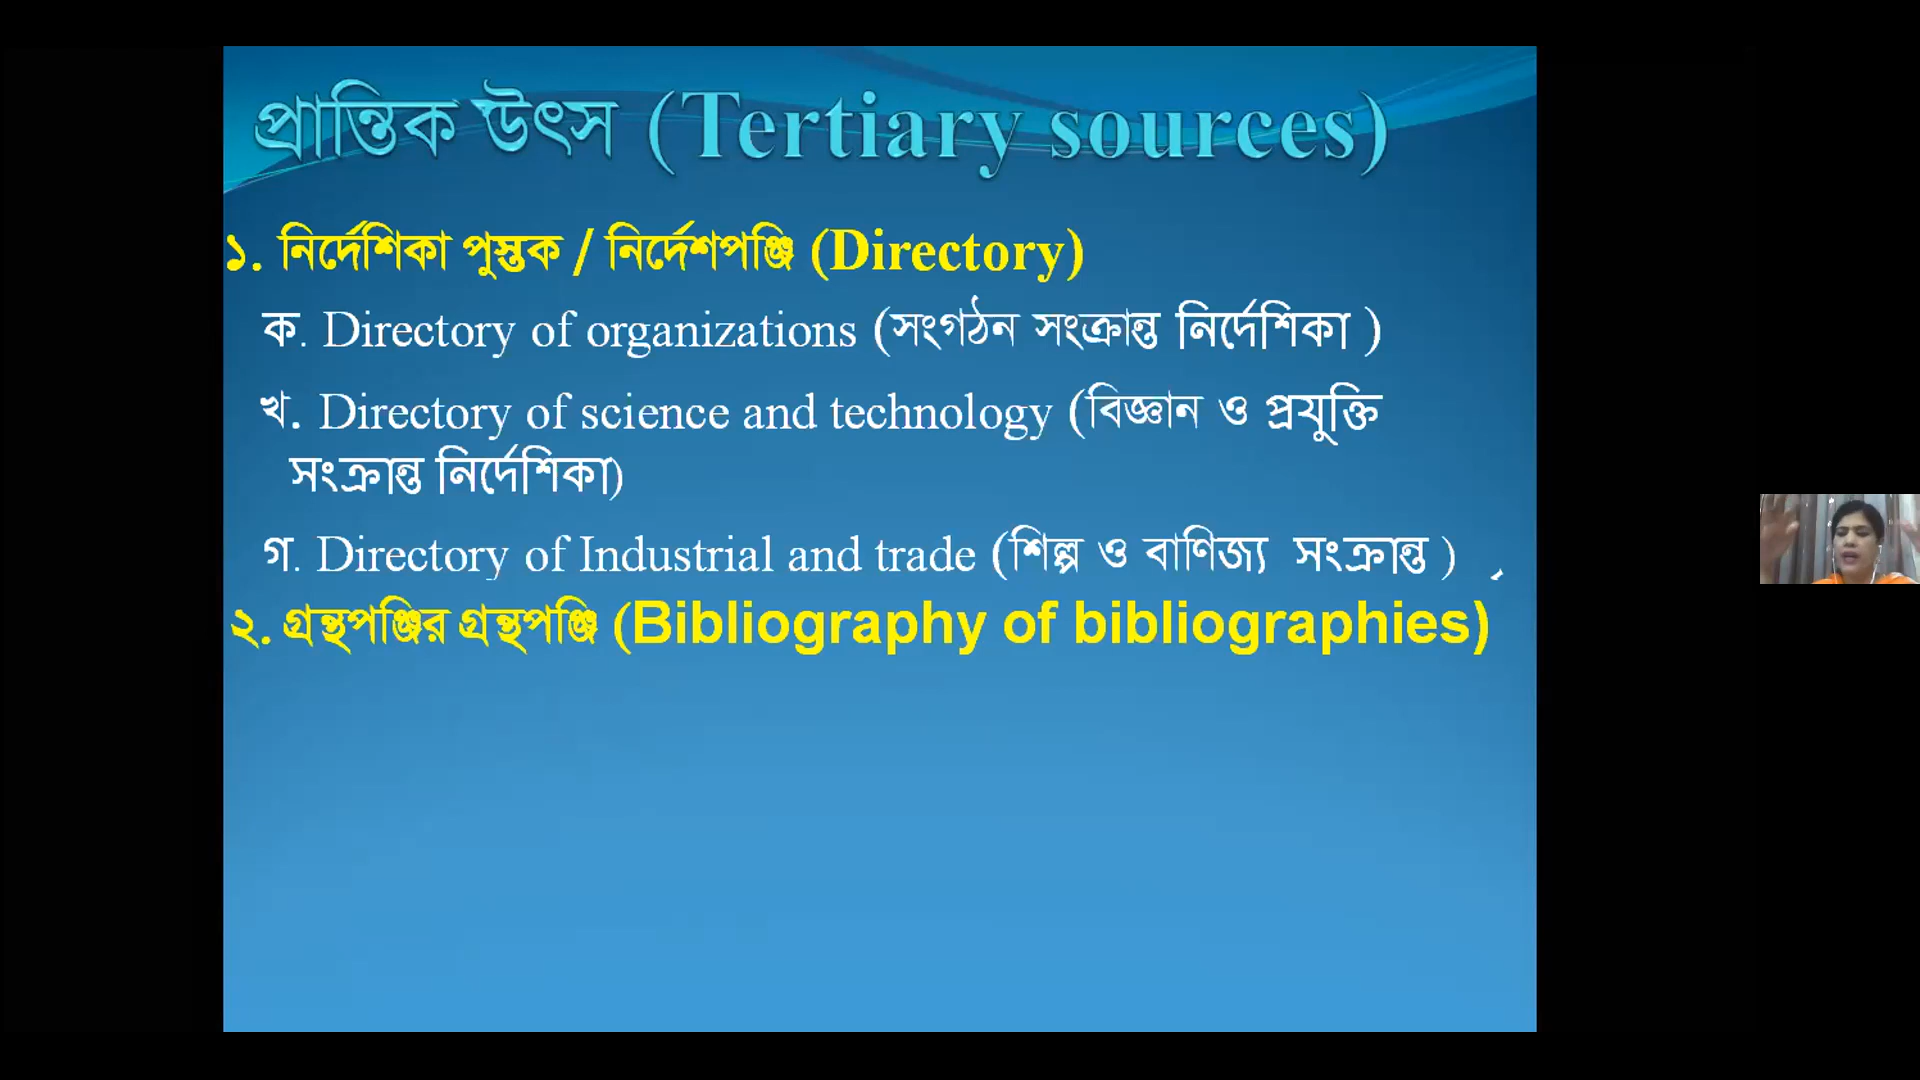 প্রান্তিক উৎস (Tertiary sources)
১. নির্দেশিকা পুস্তক / নির্দেশপঞ্জি (Directory)
ক. Directory of organizations (সংগঠন সংক্রান্ত নির্দেশিকা )
খ. Directory of science and technology (বিজ্ঞান ও প্রযুক্তি
সংক্রান্ত নির্দেশিকা)
গ. Directory of Industrial and trade (শিল্প ও বাণিজ্য সংক্রান্ত )
২. গ্রন্থপঞ্জির গ্রন্থপঞ্জি (Bibliography of bibliographies)